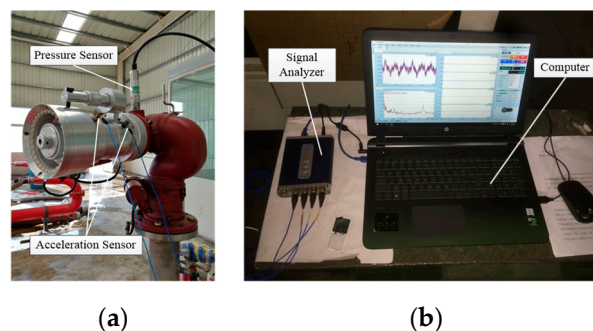 Pressure Sensor
Acceleration Sensor
(a)
Signal
Analyzer
Computer
(b)